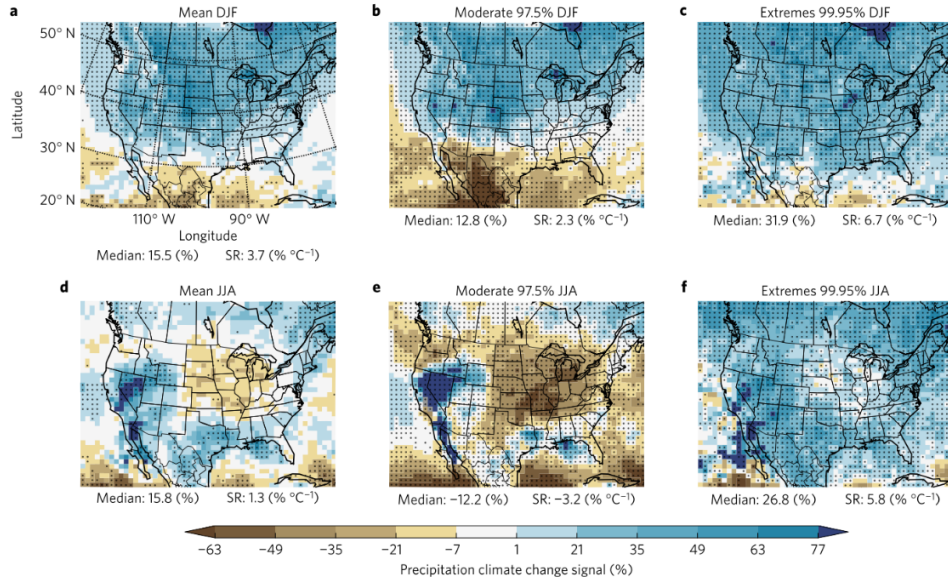 a Mean DJF
b Moderate 97.5% DJF
c Extremes 99.95% DJF
52° N
40° N
30° N
20° N
Latitude
110° W 90° W
Longitude
Median: 15.5 (%) SR: 3.7 (% °C⁻¹)
Median: 12.8 (%) SR: 2.3 (% °C⁻¹)
Median: 31.9 (%) SR: 6.7 (% °C⁻¹)
d Mean JJA
e Moderate 97.5% JJA
f Extremes 99.95% JJA
Median: 15.8 (%) SR: 1.3 (% °C⁻¹)
Median: −12.2 (%) SR: −3.2 (% °C⁻¹)
Median: 26.8 (%) SR: 5.8 (% °C⁻¹)
−63 −49 −35 −21 −7 1 21 35 49 63 77
Precipitation climate change signal (%)